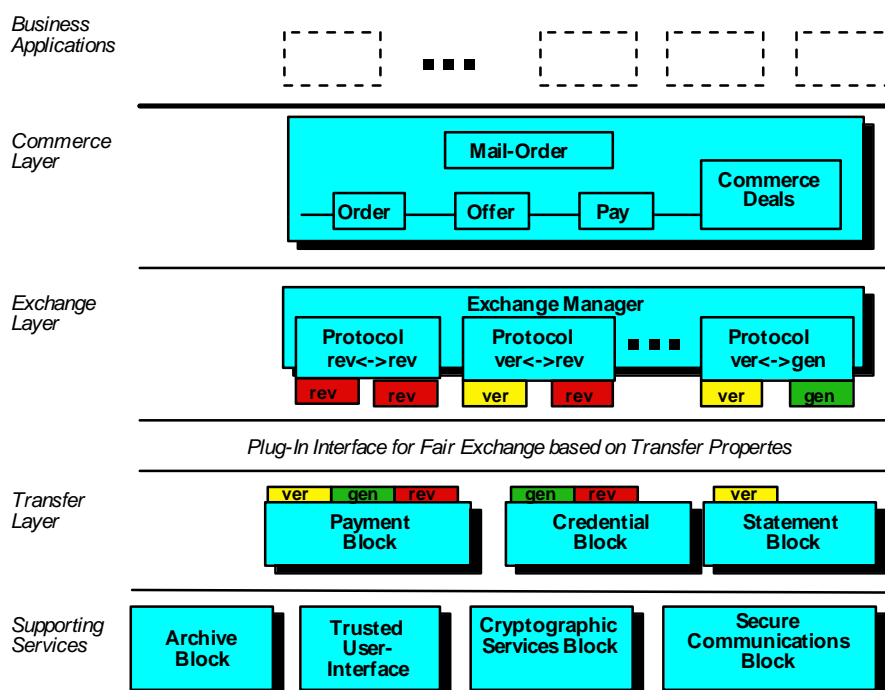 Business
Applications
Commerce
Layer
Mail-Order
Commerce
Deals
Order
Offer
Pay
Exchange
Layer
Exchange Manager
Protocol
rev<->rev
Protocol
ver<->rev
Protocol
ver<->gen
rev
rev
ver
rev
ver
gen
Plug-In Interface for Fair Exchange based on Transfer Propertes
Transfer
Layer
ver
gen
rev
Payment
Block
gen
rev
Credential
Block
ver
Statement
Block
Supporting
Services
Archive
Block
Trusted
User-
Interface
Cryptographic
Services Block
Secure
Communications
Block